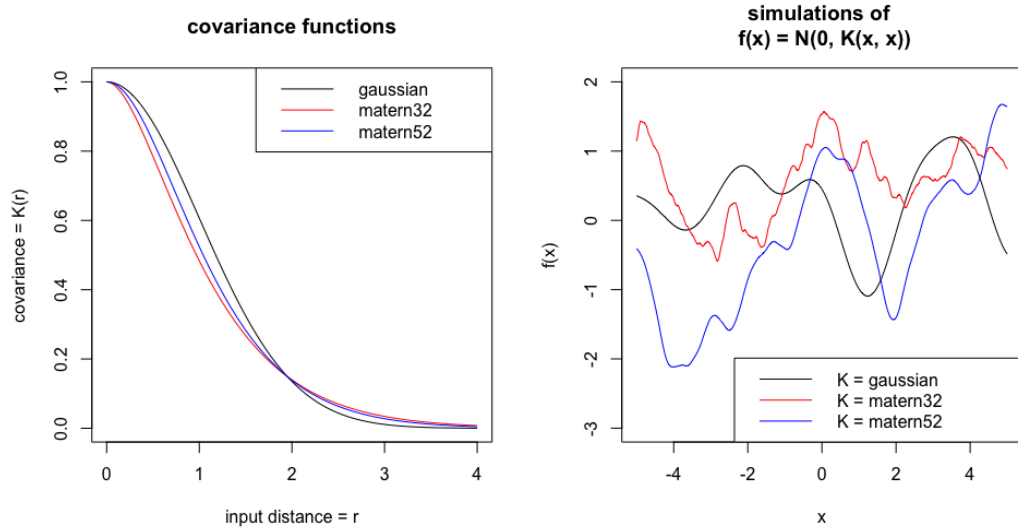 covariance functions
1.0
0.8
0.6
0.4
0.2
0.0
covariance = K(r)
gaussian
matern32
matern52
0 1 2 3 4
input distance = r
simulations of
f(x) = N(0, K(x, x))
2
1
0
-1
-2
-3
f(x)
K = gaussian
K = matern32
K = matern52
-4 -2 0 2 4
x